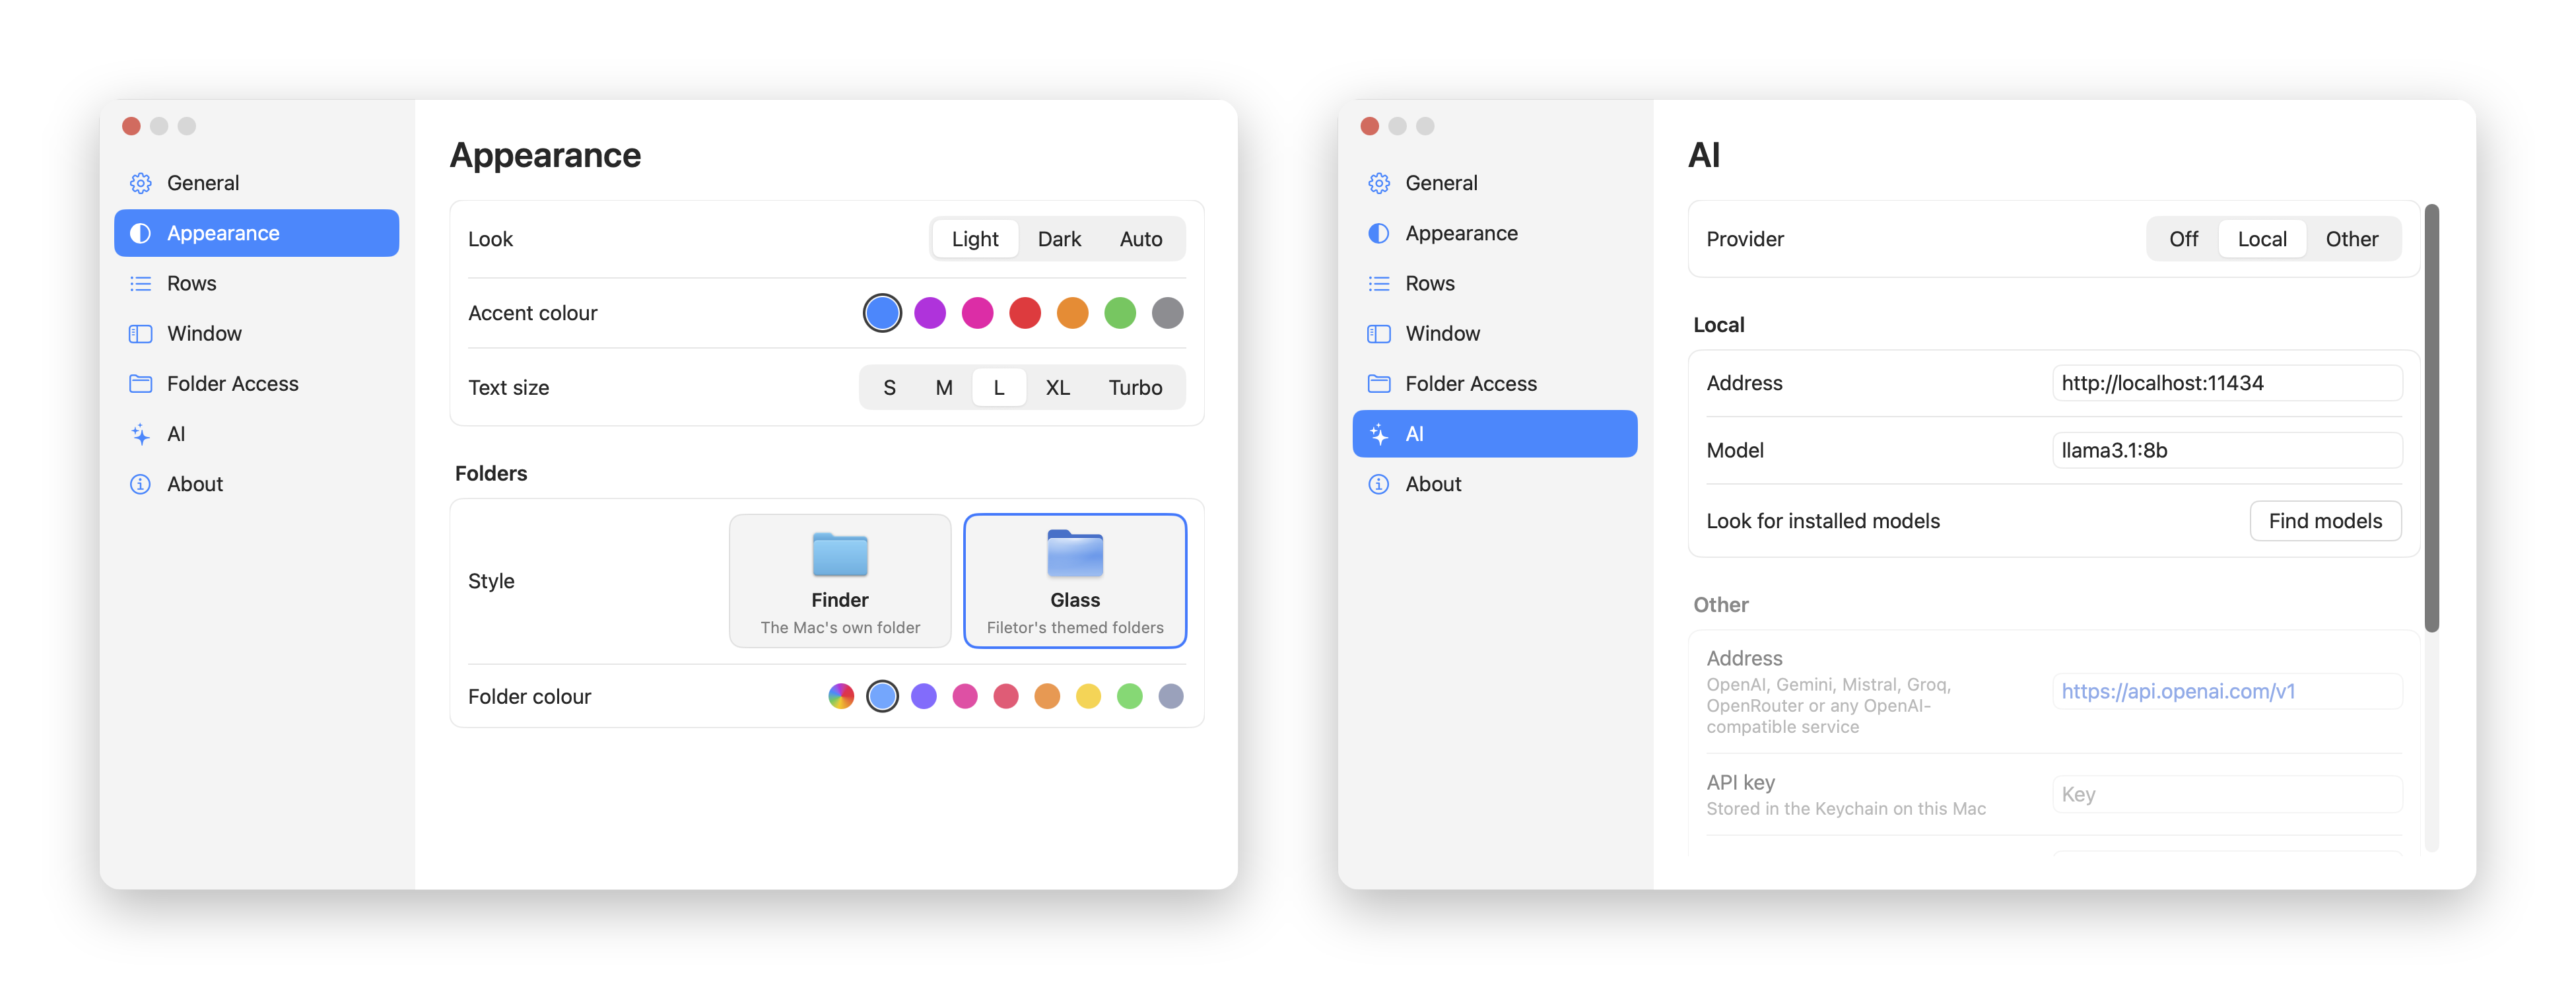 General
Appearance
Rows
Window
Folder Access
AI
About
Appearance
Look
Light Dark Auto
Accent colour
Text size
S M L XL Turbo
Folders
Style
Finder
The Mac's own folder
Glass
Filetor's themed folders
Folder colour
General
Appearance
Rows
Window
Folder Access
AI
About
AI
Provider
Off Local Other
Local
Address
http://localhost:11434
Model
llama3.1:8b
Look for installed models
Find models
Other
Address
OpenAI, Gemini, Mistral, Groq,
OpenRouter or any OpenAI-
compatible service
https://api.openai.com/v1
API key
Stored in the Keychain on this Mac
Key